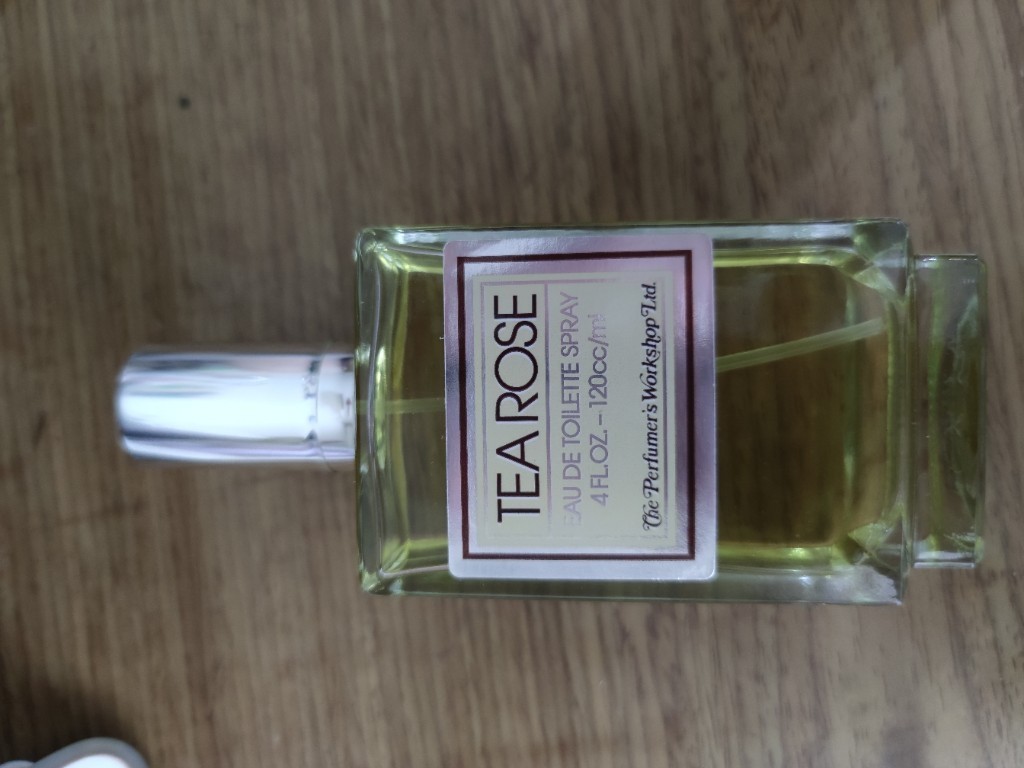 TEA ROSE
EAU DE TOILETTE SPRAY
4 FL.OZ.–120cc/ml
The Perfumer's Workshop Ltd.